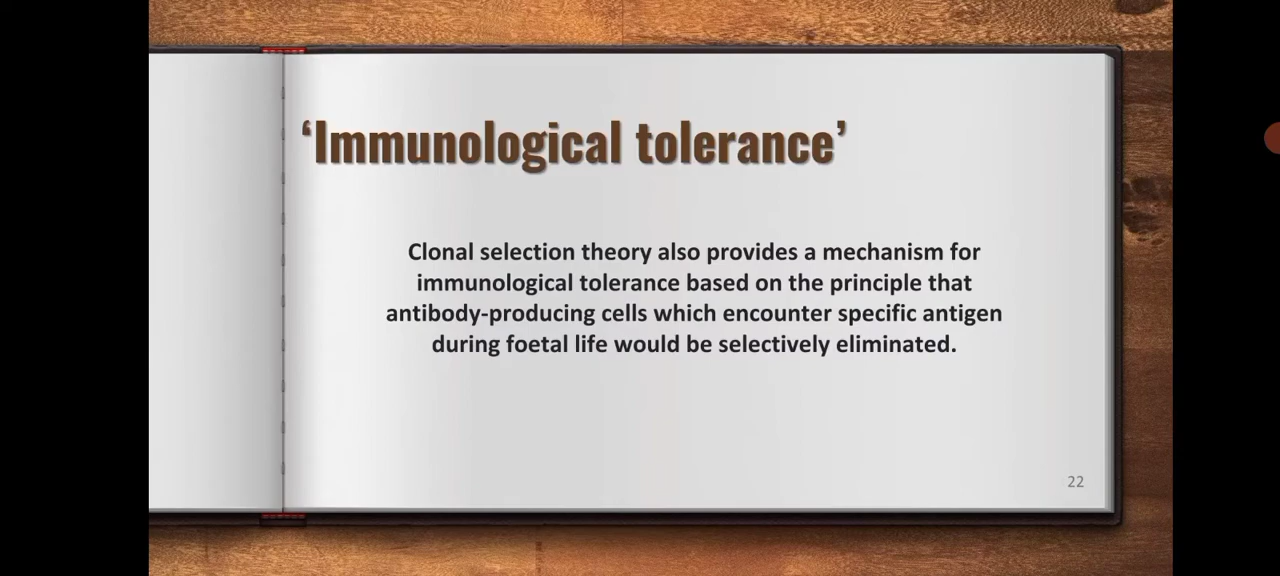 ‘Immunological tolerance’
Clonal selection theory also provides a mechanism for
immunological tolerance based on the principle that
antibody-producing cells which encounter specific antigen
during foetal life would be selectively eliminated.
22